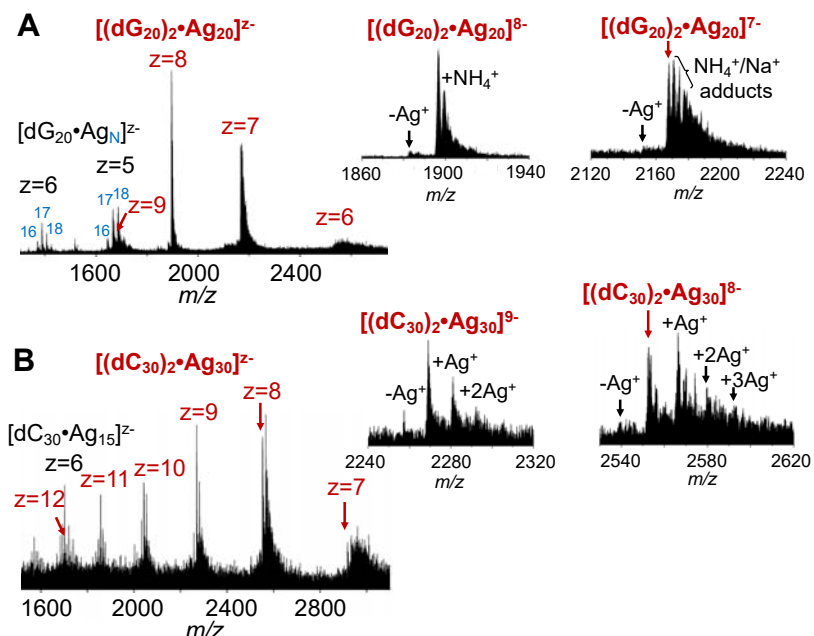 A
[(dG₂₀)₂•Ag₂₀]ᶻ⁻
z=8
[dG₂₀•Ag_N]ᶻ⁻
z=6
z=5
z=7
17
16
18
17
18
16
z=9
z=6
1600
2000
2400
m/z
[(dG₂₀)₂•Ag₂₀]⁸⁻
+NH₄⁺
-Ag⁺
1860
1900
1940
m/z
[(dG₂₀)₂•Ag₂₀]⁷⁻
NH₄⁺/Na⁺
adducts
-Ag⁺
2120
2160
2200
2240
m/z
B
[(dC₃₀)₂•Ag₃₀]ᶻ⁻
z=8
z=9
[dC₃₀•Ag₁₅]ᶻ⁻
z=6
z=11
z=10
z=12
z=7
1600
2000
2400
2800
m/z
[(dC₃₀)₂•Ag₃₀]⁹⁻
+Ag⁺
-Ag⁺
+2Ag⁺
2240
2280
2320
m/z
[(dC₃₀)₂•Ag₃₀]⁸⁻
+Ag⁺
+2Ag⁺
-Ag⁺
+3Ag⁺
2540
2580
2620
m/z